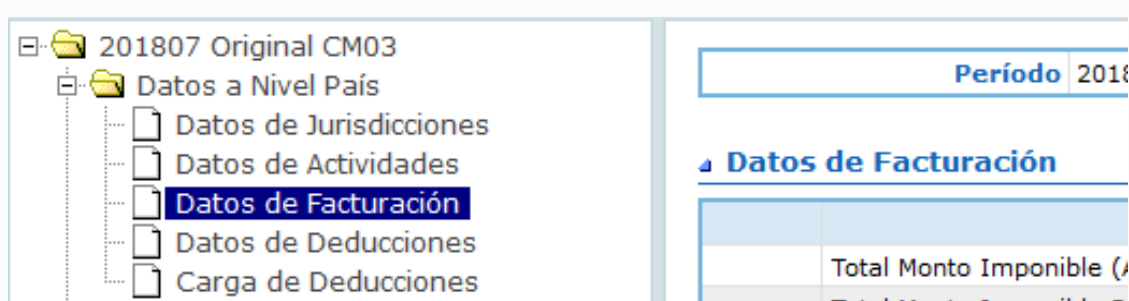 201807 Original CM03
Datos a Nivel País
Datos de Jurisdicciones
Datos de Actividades
Datos de Facturación
Datos de Deducciones
Carga de Deducciones
Período 2018
Datos de Facturación
Total Monto Imponible (A